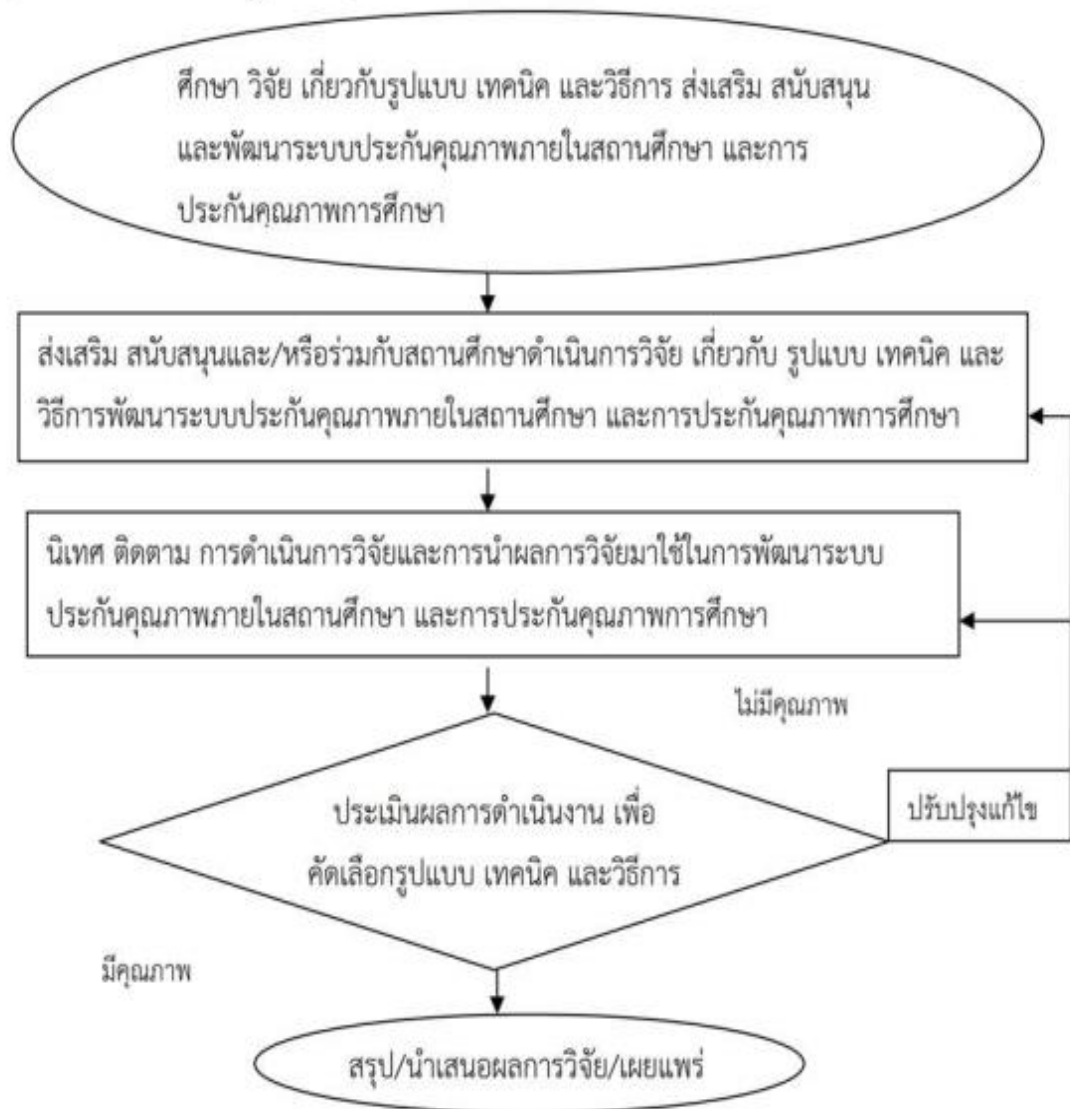 ศึกษา วิจัย เกี่ยวกับรูปแบบ เทคนิค และวิธีการ ส่งเสริม สนับสนุน
และพัฒนาระบบประกันคุณภาพภายในสถานศึกษา และการ
ประกันคุณภาพการศึกษา
ส่งเสริม สนับสนุนและ/หรือร่วมกับสถานศึกษาดำเนินการวิจัย เกี่ยวกับ รูปแบบ เทคนิค และ
วิธีการพัฒนาระบบประกันคุณภาพภายในสถานศึกษา และการประกันคุณภาพการศึกษา
นิเทศ ติดตาม การดำเนินการวิจัยและการนำผลการวิจัยมาใช้ในการพัฒนาระบบ
ประกันคุณภาพภายในสถานศึกษา และการประกันคุณภาพการศึกษา
ไม่มีคุณภาพ
ปรับปรุงแก้ไข
ประเมินผลการดำเนินงาน เพื่อ
คัดเลือกรูปแบบ เทคนิค และวิธีการ
มีคุณภาพ
สรุป/นำเสนอผลการวิจัย/เผยแพร่